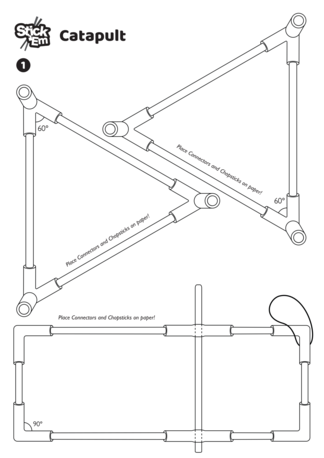 Stick 'Em Catapult
1
60°
Place Connectors and Chopsticks on paper!
60°
Place Connectors and Chopsticks on paper!
Place Connectors and Chopsticks on paper!
90°